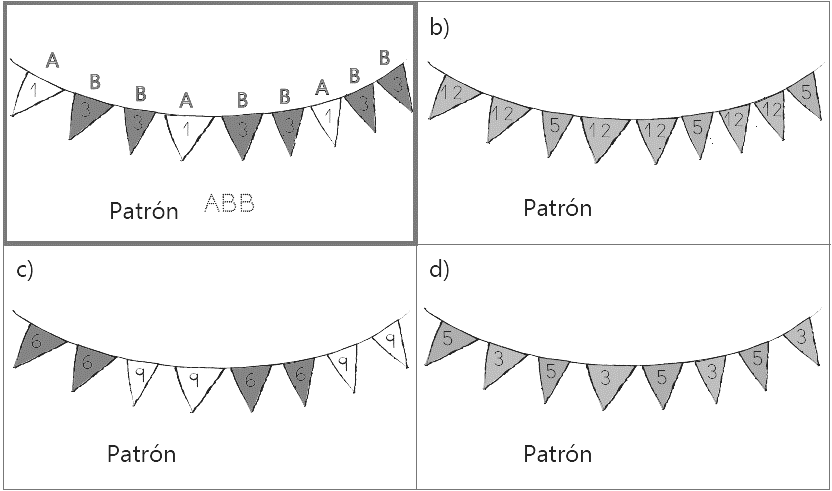 A B B A B B A B B
1 3 3 1 3 3 1 3 3
Patrón ABB
b)
12 12 5 12 12 5 12 12 5
Patrón
c)
6 6 9 9 6 6 9 9
Patrón
d)
5 3 5 3 5 3 5 3
Patrón